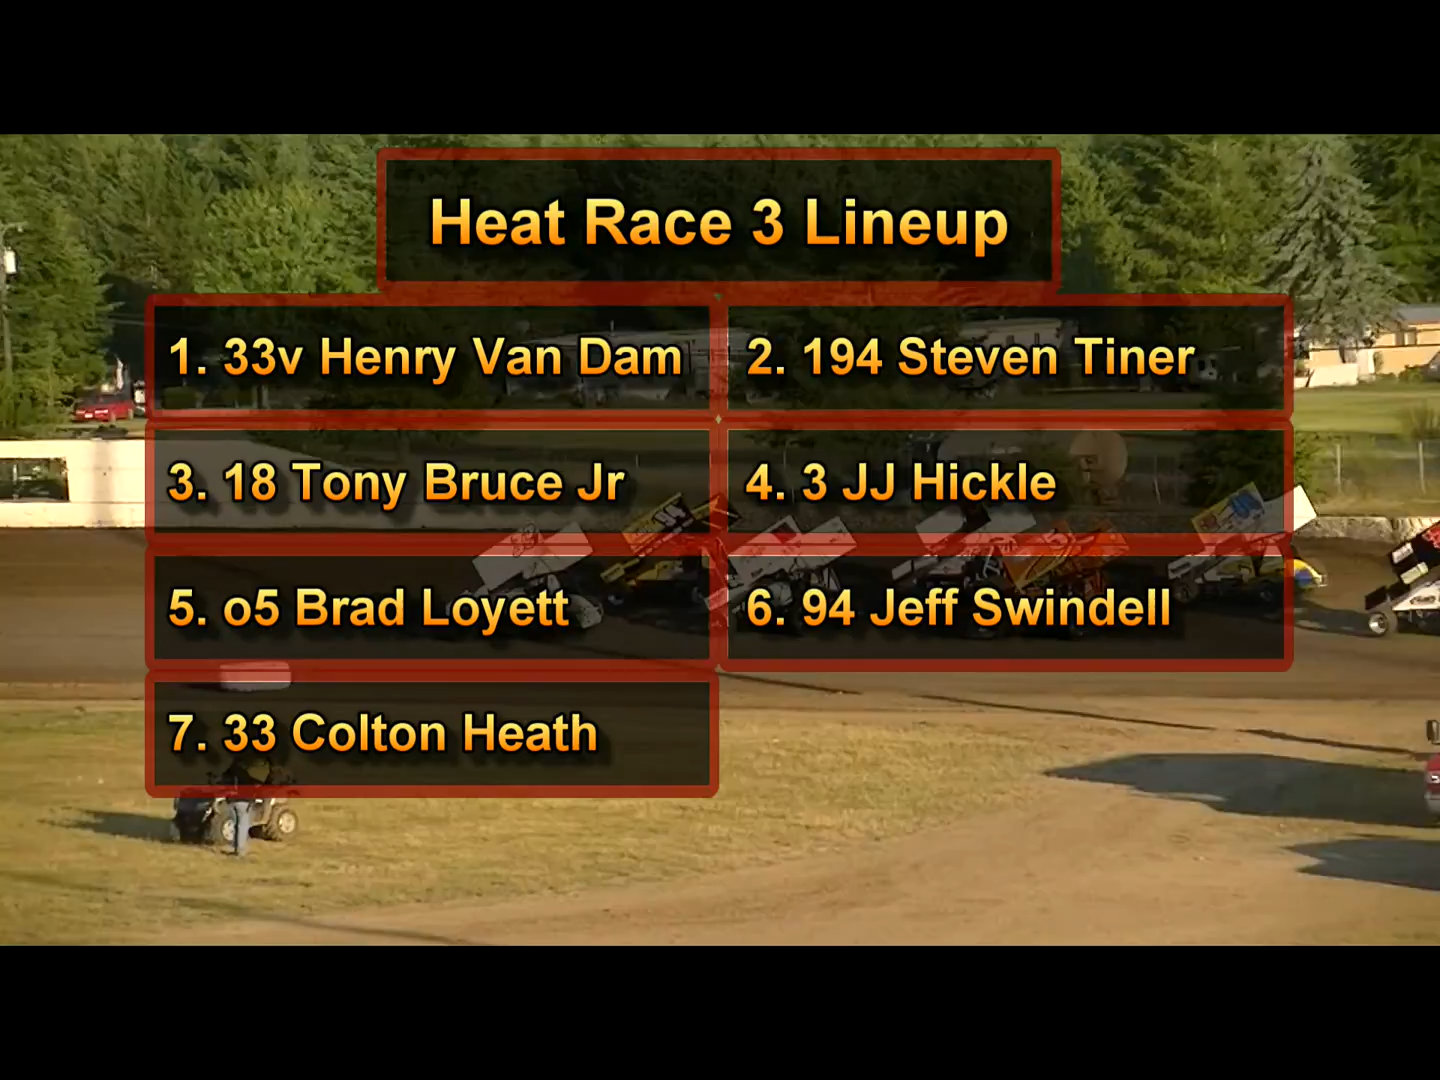 Heat Race 3 Lineup
1. 33v Henry Van Dam
2. 194 Steven Tiner
3. 18 Tony Bruce Jr
4. 3 JJ Hickle
5. o5 Brad Loyett
6. 94 Jeff Swindell
7. 33 Colton Heath